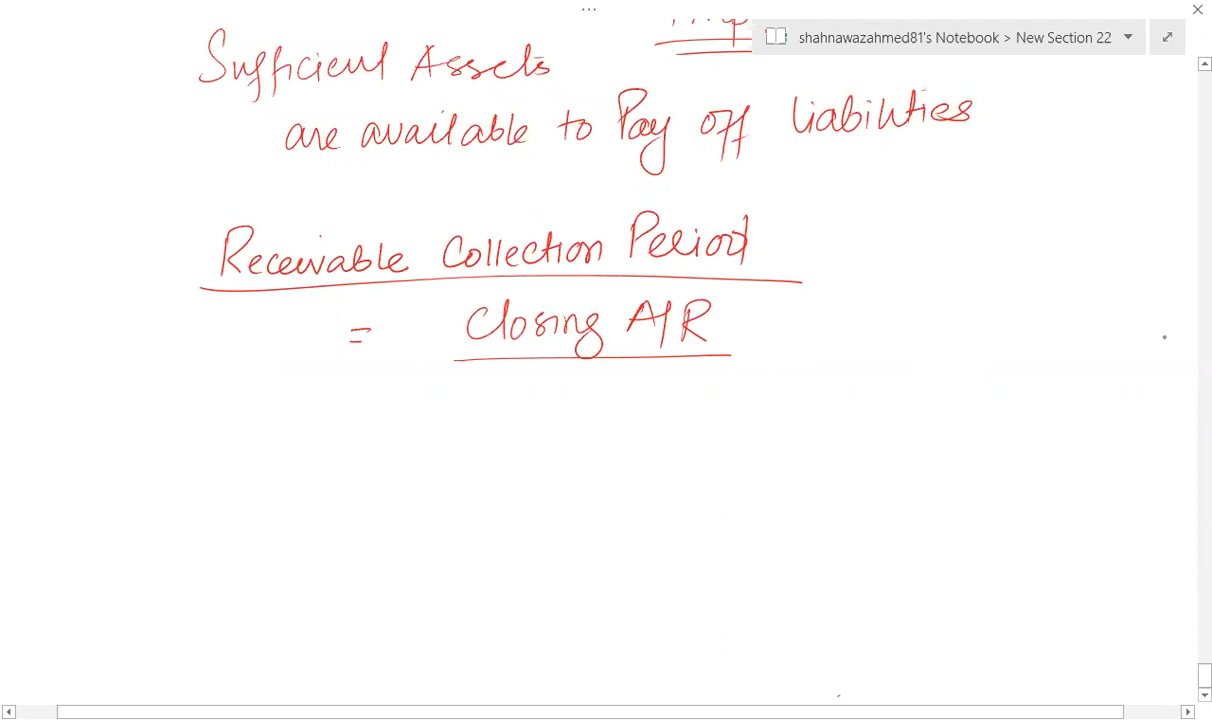 ...
shahnawazahmed81's Notebook > New Section 22
Sufficient Assets
are available to Pay off liabilities
Receivable Collection Period
= Closing A/R